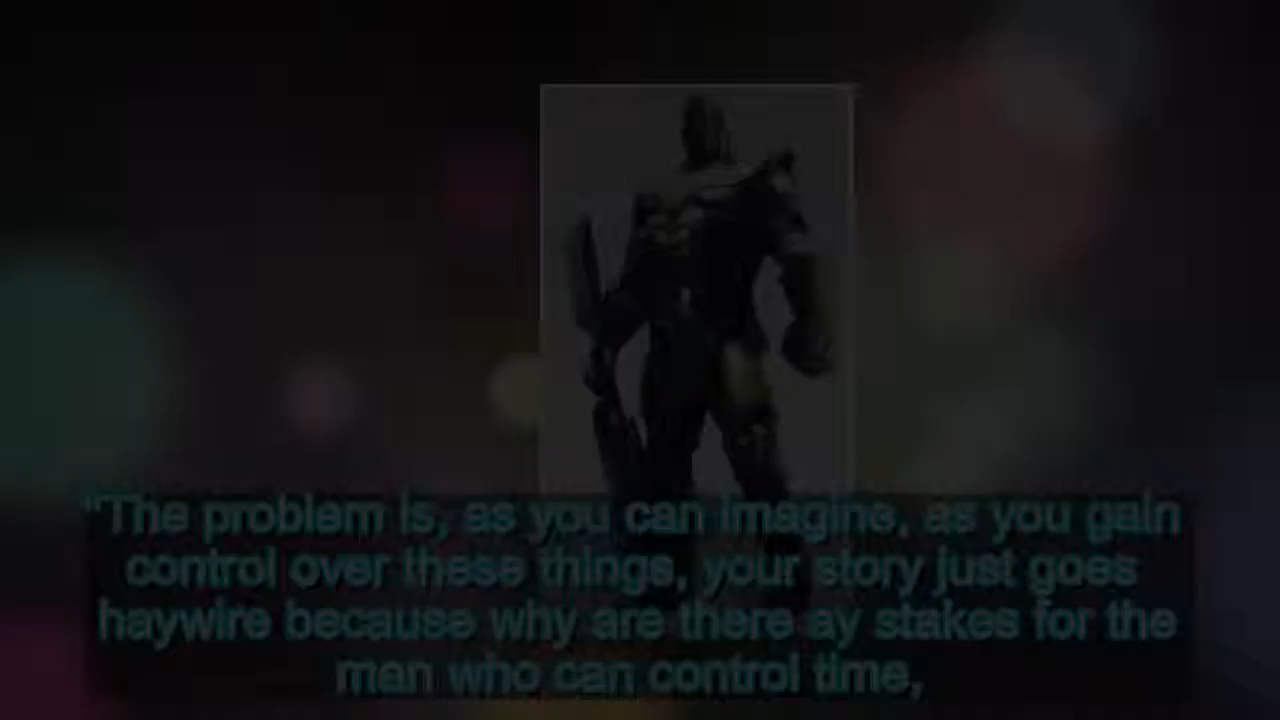 "The problem is, as you can imagine, as you gain
control over these things, your story just goes
haywire because why are there ay stakes for the
man who can control time,